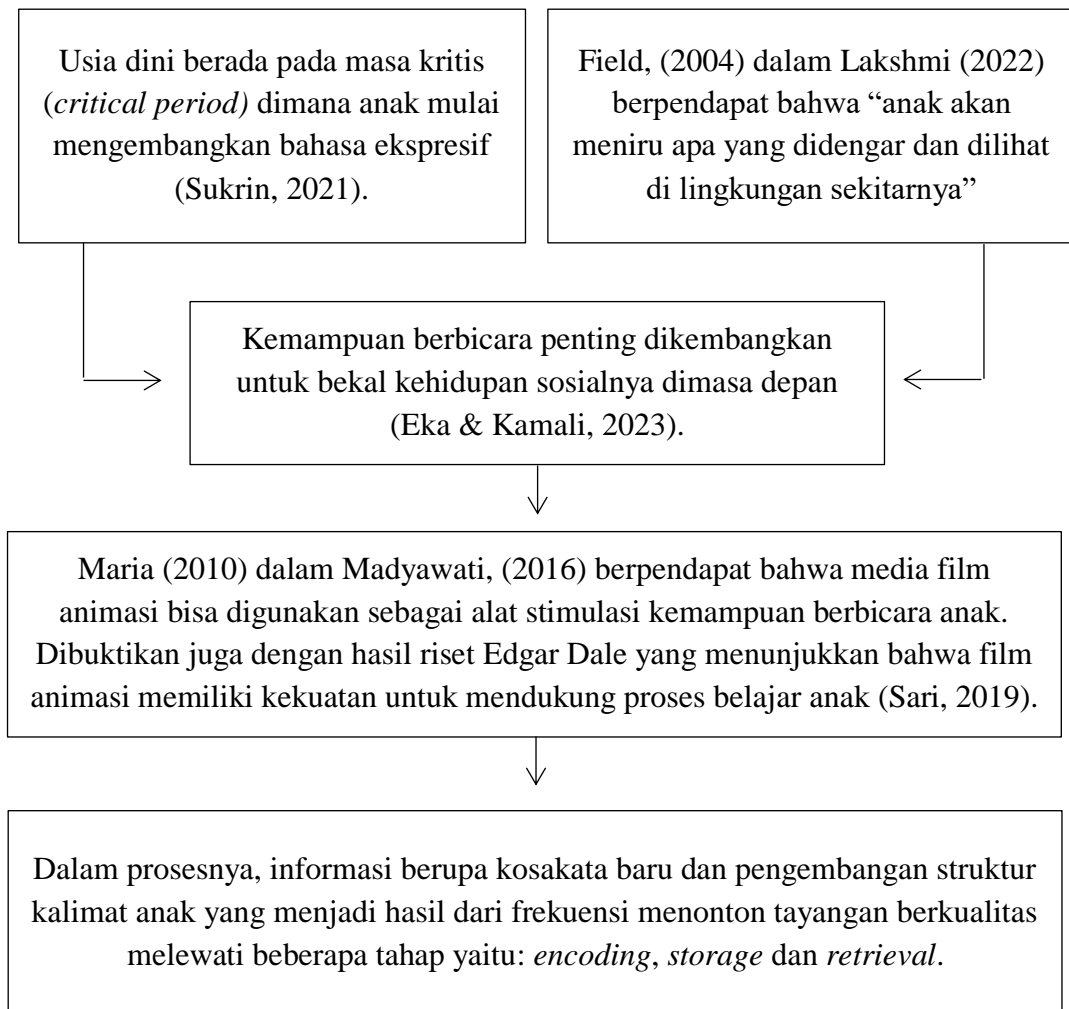 Usia dini berada pada masa kritis
(critical period) dimana anak mulai
mengembangkan bahasa ekspresif
(Sukrin, 2021).
Field, (2004) dalam Lakshmi (2022)
berpendapat bahwa “anak akan
meniru apa yang didengar dan dilihat
di lingkungan sekitarnya”
Kemampuan berbicara penting dikembangkan
untuk bekal kehidupan sosialnya dimasa depan
(Eka & Kamali, 2023).
Maria (2010) dalam Madyawati, (2016) berpendapat bahwa media film
animasi bisa digunakan sebagai alat stimulasi kemampuan berbicara anak.
Dibuktikan juga dengan hasil riset Edgar Dale yang menunjukkan bahwa film
animasi memiliki kekuatan untuk mendukung proses belajar anak (Sari, 2019).
Dalam prosesnya, informasi berupa kosakata baru dan pengembangan struktur
kalimat anak yang menjadi hasil dari frekuensi menonton tayangan berkualitas
melewati beberapa tahap yaitu: encoding, storage dan retrieval.